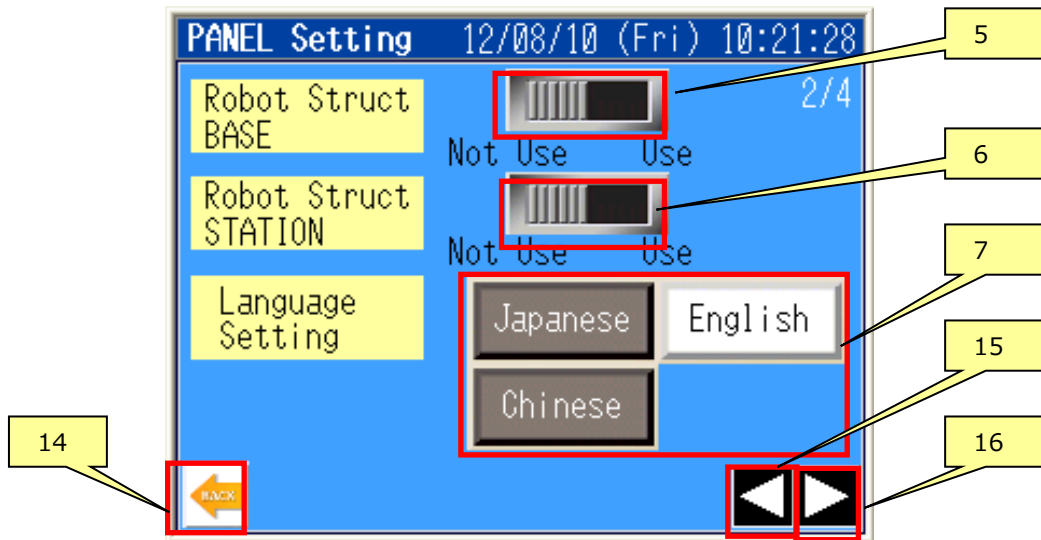 PANEL Setting 12/08/10 (Fri) 10:21:28
5
2/4
Robot Struct
BASE
Not Use Use
6
Robot Struct
STATION
Not Use Use
7
Language
Setting
Japanese English
15
Chinese
14
16
BACK